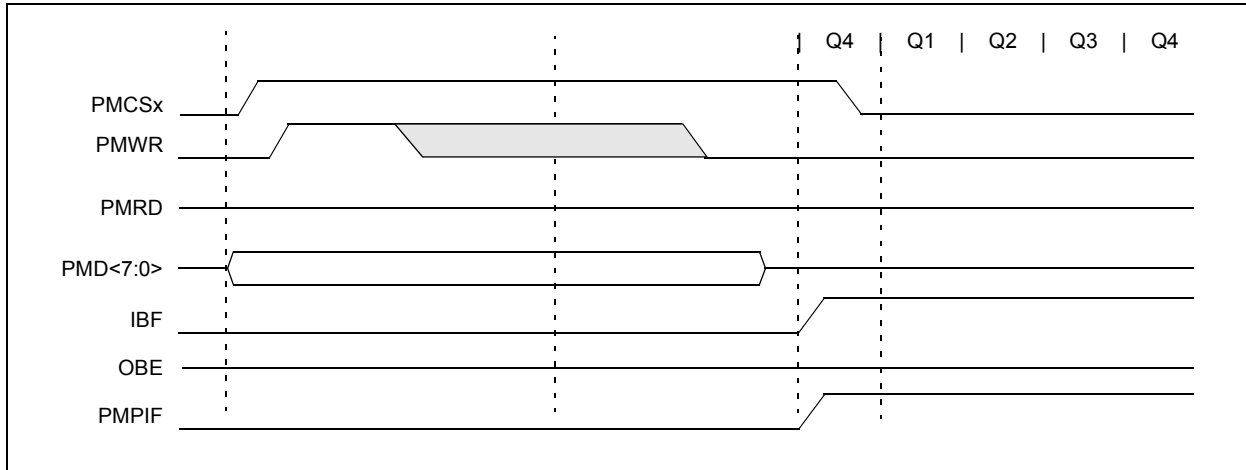 | Q4 | Q1 | Q2 | Q3 | Q4
PMCSx
PMWR
PMRD
PMD<7:0>
IBF
OBE
PMPIF